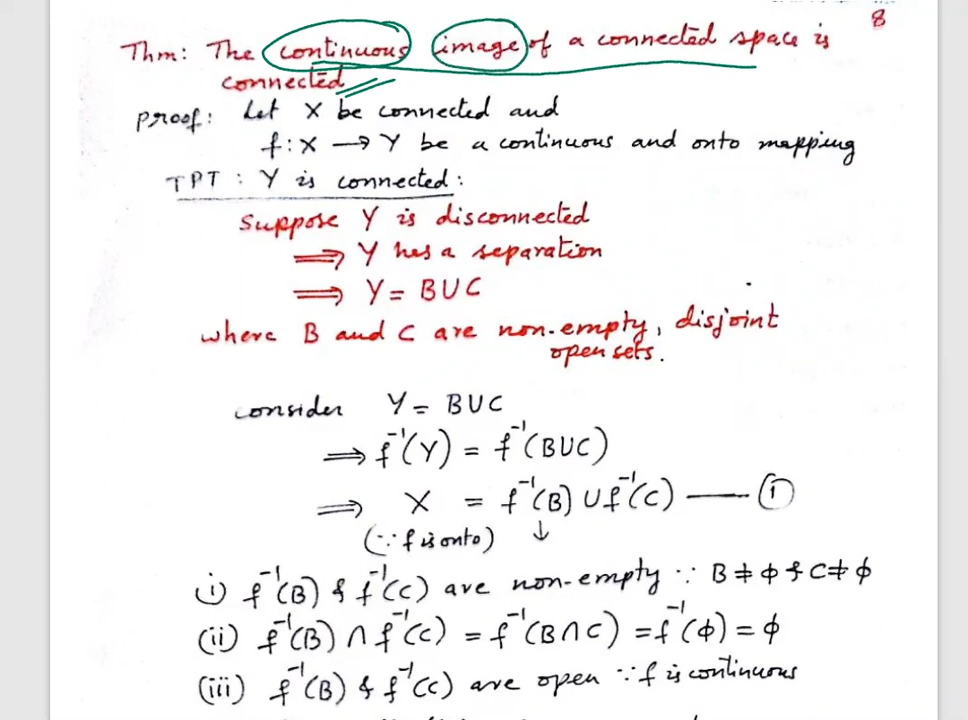 8
Thm: The continuous image of a connected space is
connected
proof: Let X be connected and
f: X → Y be a continuous and onto mapping
TPT: Y is connected:
Suppose Y is disconnected
⟹ Y has a separation
⟹ Y = B∪C
where B and C are non-empty, disjoint
open sets.
consider Y = B∪C
⟹ f⁻¹(Y) = f⁻¹(B∪C)
⟹ X = f⁻¹(B) ∪ f⁻¹(C) —— ①
(∵ f is onto) ↓
i) f⁻¹(B) & f⁻¹(C) are non-empty ∵ B ≠ ϕ & C ≠ ϕ
(ii) f⁻¹(B) ∩ f⁻¹(C) = f⁻¹(B∩C) = f⁻¹(ϕ) = ϕ
(iii) f⁻¹(B) & f⁻¹(C) are open ∵ f is continuous